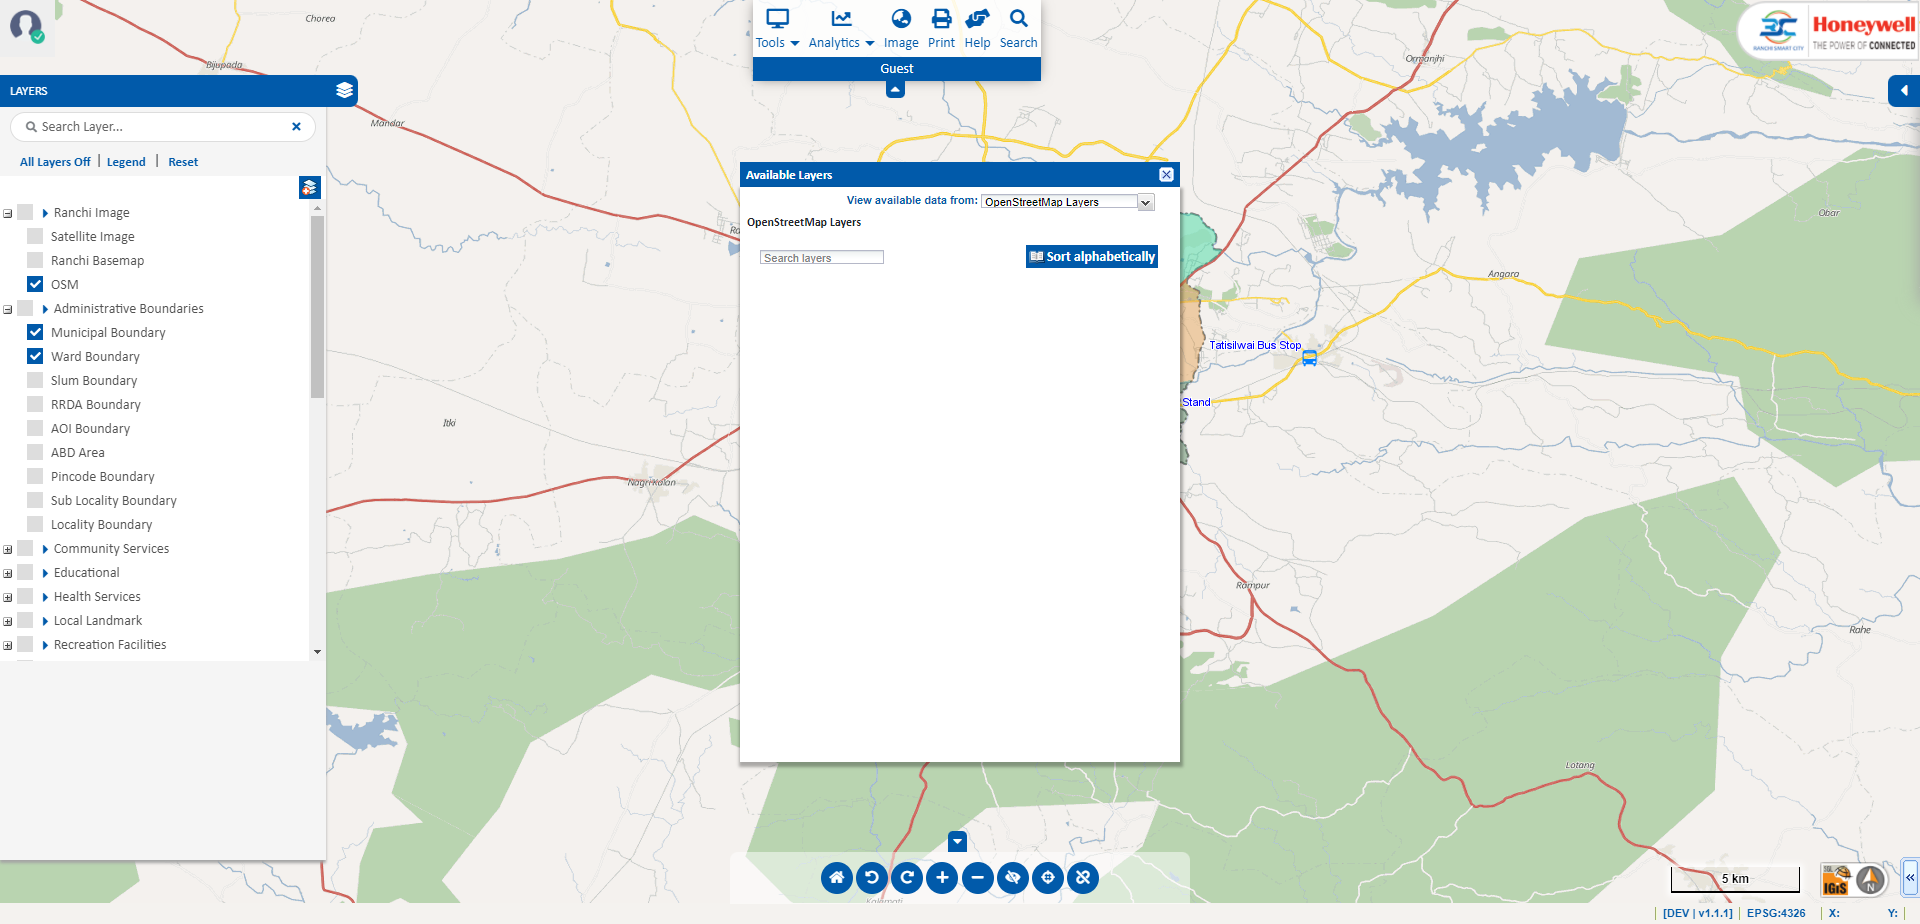 Chorea
Bijupada
Mandar
Tools
Analytics
Image
Print
Help
Search
Guest
RANCHI SMART CITY
Honeywell
THE POWER OF CONNECTED
Ormanjhi
LAYERS
Search Layer...
All Layers Off | Legend | Reset
Ranchi Image
Satellite Image
Ranchi Basemap
OSM
Administrative Boundaries
Municipal Boundary
Ward Boundary
Slum Boundary
RRDA Boundary
AOI Boundary
ABD Area
Pincode Boundary
Sub Locality Boundary
Locality Boundary
Community Services
Educational
Health Services
Local Landmark
Recreation Facilities
Available Layers
View available data from: OpenStreetMap Layers
OpenStreetMap Layers
Search layers
Sort alphabetically
Ra
Itki
Nagri Kalan
Obar
Angara
Tatisilwai Bus Stop
Stand
Rampur
Rahe
Lotang
Kalamati
5 km
IGiS
N
[DEV | v1.1.1] EPSG:4326 X: Y: